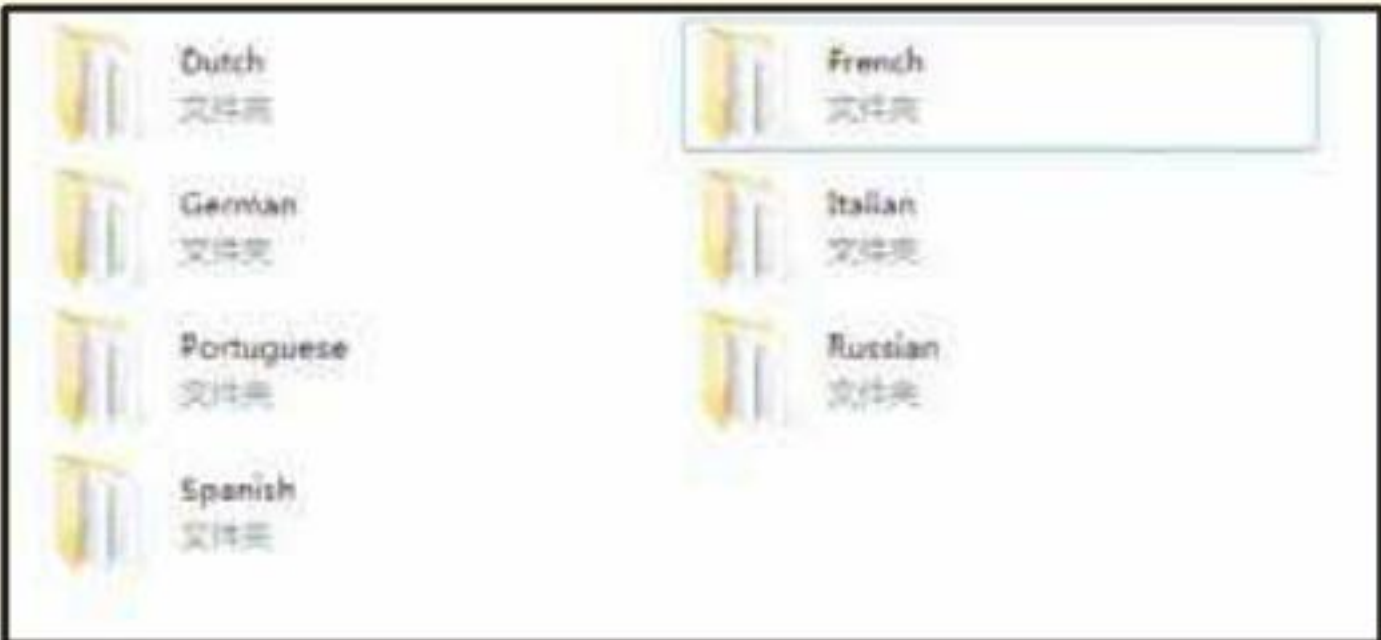 Dutch
文件夹
French
文件夹
German
文件夹
Italian
文件夹
Portuguese
文件夹
Russian
文件夹
Spanish
文件夹